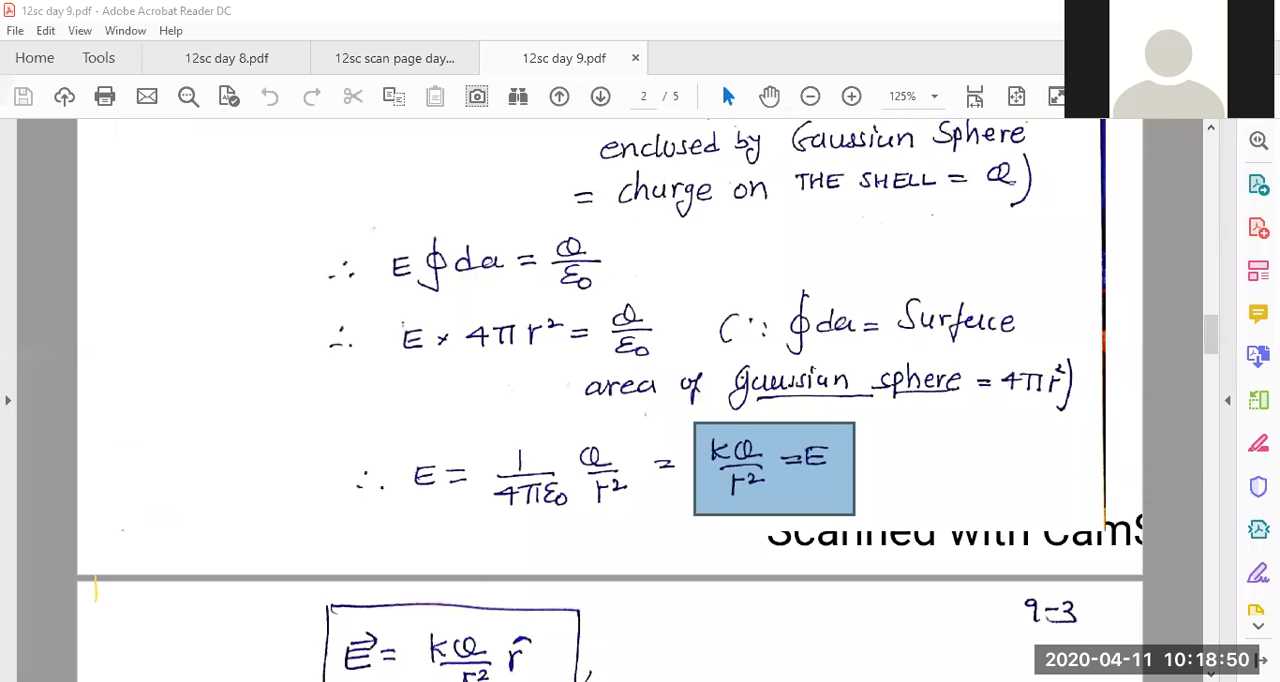 12sc day 9.pdf - Adobe Acrobat Reader DC
File Edit View Window Help
Home Tools 12sc day 8.pdf 12sc scan page day... 12sc day 9.pdf ×
2 / 5 125%
enclosed by Gaussian Sphere
= charge on THE SHELL = Q)
∴ E ∮ da = Q/ε0
∴ E × 4πr² = Q/ε0 (∵ ∮ da = Surface
area of gaussian sphere = 4πr²)
∴ E = 1/4πε0 Q/r² = kQ/r² = E
Scanned with CamS
9-3
E⃗ = kQ/r² r̂
2020-04-11 10:18:50